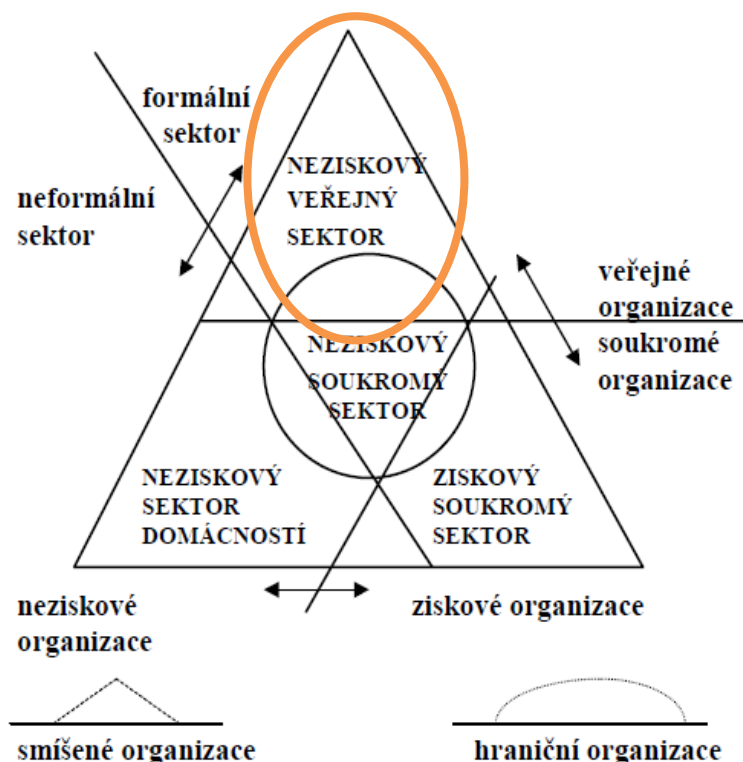 formální
sektor
neformální
sektor
NEZISKOVÝ
VEŘEJNÝ
SEKTOR
veřejné
organizace
soukromé
organizace
NEZISKOVÝ
SOUKROMÝ
SEKTOR
NEZISKOVÝ
SEKTOR
DOMÁCNOSTÍ
ZISKOVÝ
SOUKROMÝ
SEKTOR
neziskové
organizace
ziskové organizace
smíšené organizace
hraniční organizace